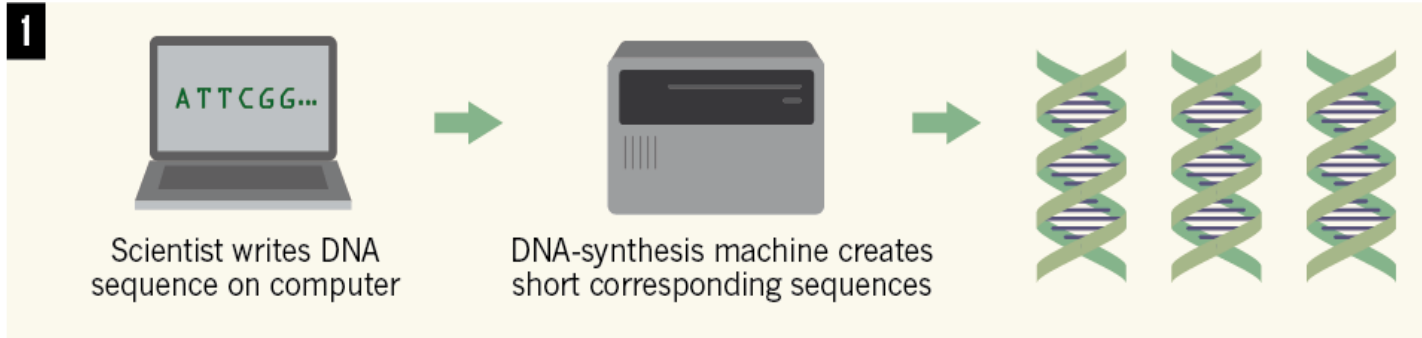 1
ATTCGG...
Scientist writes DNA
sequence on computer
DNA-synthesis machine creates
short corresponding sequences